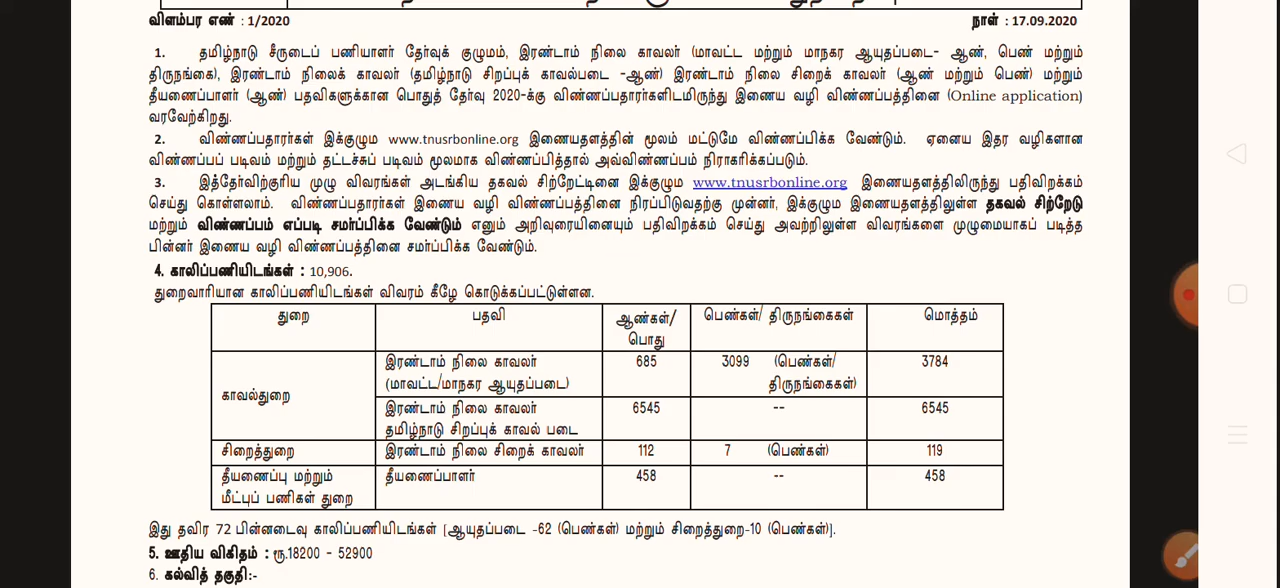 விளம்பர எண் : 1/2020 நாள் : 17.09.2020
1. தமிழ்நாடு சீருடைப் பணியாளர் தேர்வுக் குழுமம், இரண்டாம் நிலை காவலர் (மாவட்ட மற்றும் மாநகர ஆயுதப்படை- ஆண், பெண் மற்றும்
திருநங்கை), இரண்டாம் நிலைக் காவலர் (தமிழ்நாடு சிறப்புக் காவல்படை -ஆண்) இரண்டாம் நிலை சிறைக் காவலர் (ஆண் மற்றும் பெண்) மற்றும்
தீயணைப்பாளர் (ஆண்) பதவிகளுக்கான பொதுத் தேர்வு 2020-க்கு விண்ணப்பதாரர்களிடமிருந்து இணைய வழி விண்ணப்பத்தினை (Online application)
வரவேற்கிறது.
2. விண்ணப்பதாரர்கள் இக்குழும www.tnusrbonline.org இணையதளத்தின் மூலம் மட்டுமே விண்ணப்பிக்க வேண்டும். ஏனைய இதர வழிகளான
விண்ணப்பப் படிவம் மற்றும் தட்டச்சுப் படிவம் மூலமாக விண்ணப்பித்தால் அவ்விண்ணப்பம் நிராகரிக்கப்படும்.
3. இத்தேர்விற்குரிய முழு விவரங்கள் அடங்கிய தகவல் சிற்றேட்டினை இக்குழும www.tnusrbonline.org இணையதளத்திலிருந்து பதிவிறக்கம்
செய்து கொள்ளலாம். விண்ணப்பதாரர்கள் இணைய வழி விண்ணப்பத்தினை நிரப்பிடுவதற்கு முன்னர், இக்குழும இணையதளத்திலுள்ள தகவல் சிற்றேடு
மற்றும் விண்ணப்பம் எப்படி சமர்ப்பிக்க வேண்டும் எனும் அறிவுரையினையும் பதிவிறக்கம் செய்து அவற்றிலுள்ள விவரங்களை முழுமையாகப் படித்த
பின்னர் இணைய வழி விண்ணப்பத்தினை சமர்ப்பிக்க வேண்டும்.
4. காலிப்பணியிடங்கள் : 10,906.
துறைவாரியான காலிப்பணியிடங்கள் விவரம் கீழே கொடுக்கப்பட்டுள்ளன.
துறை பதவி ஆண்கள்/ பெண்கள்/ திருநங்கைகள் மொத்தம்
பொது
இரண்டாம் நிலை காவலர் 685 3099 (பெண்கள்/ 3784
(மாவட்ட/மாநகர ஆயுதப்படை) திருநங்கைகள்)
காவல்துறை
இரண்டாம் நிலை காவலர் 6545 -- 6545
தமிழ்நாடு சிறப்புக் காவல் படை
சிறைத்துறை இரண்டாம் நிலை சிறைக் காவலர் 112 7 (பெண்கள்) 119
தீயணைப்பு மற்றும் தீயணைப்பாளர் 458 -- 458
மீட்புப் பணிகள் துறை
இது தவிர 72 பின்னடைவு காலிப்பணியிடங்கள் [ஆயுதப்படை -62 (பெண்கள்) மற்றும் சிறைத்துறை-10 (பெண்கள்)].
5. ஊதிய விகிதம் : ரூ.18200 - 52900
6. கல்வித் தகுதி:-